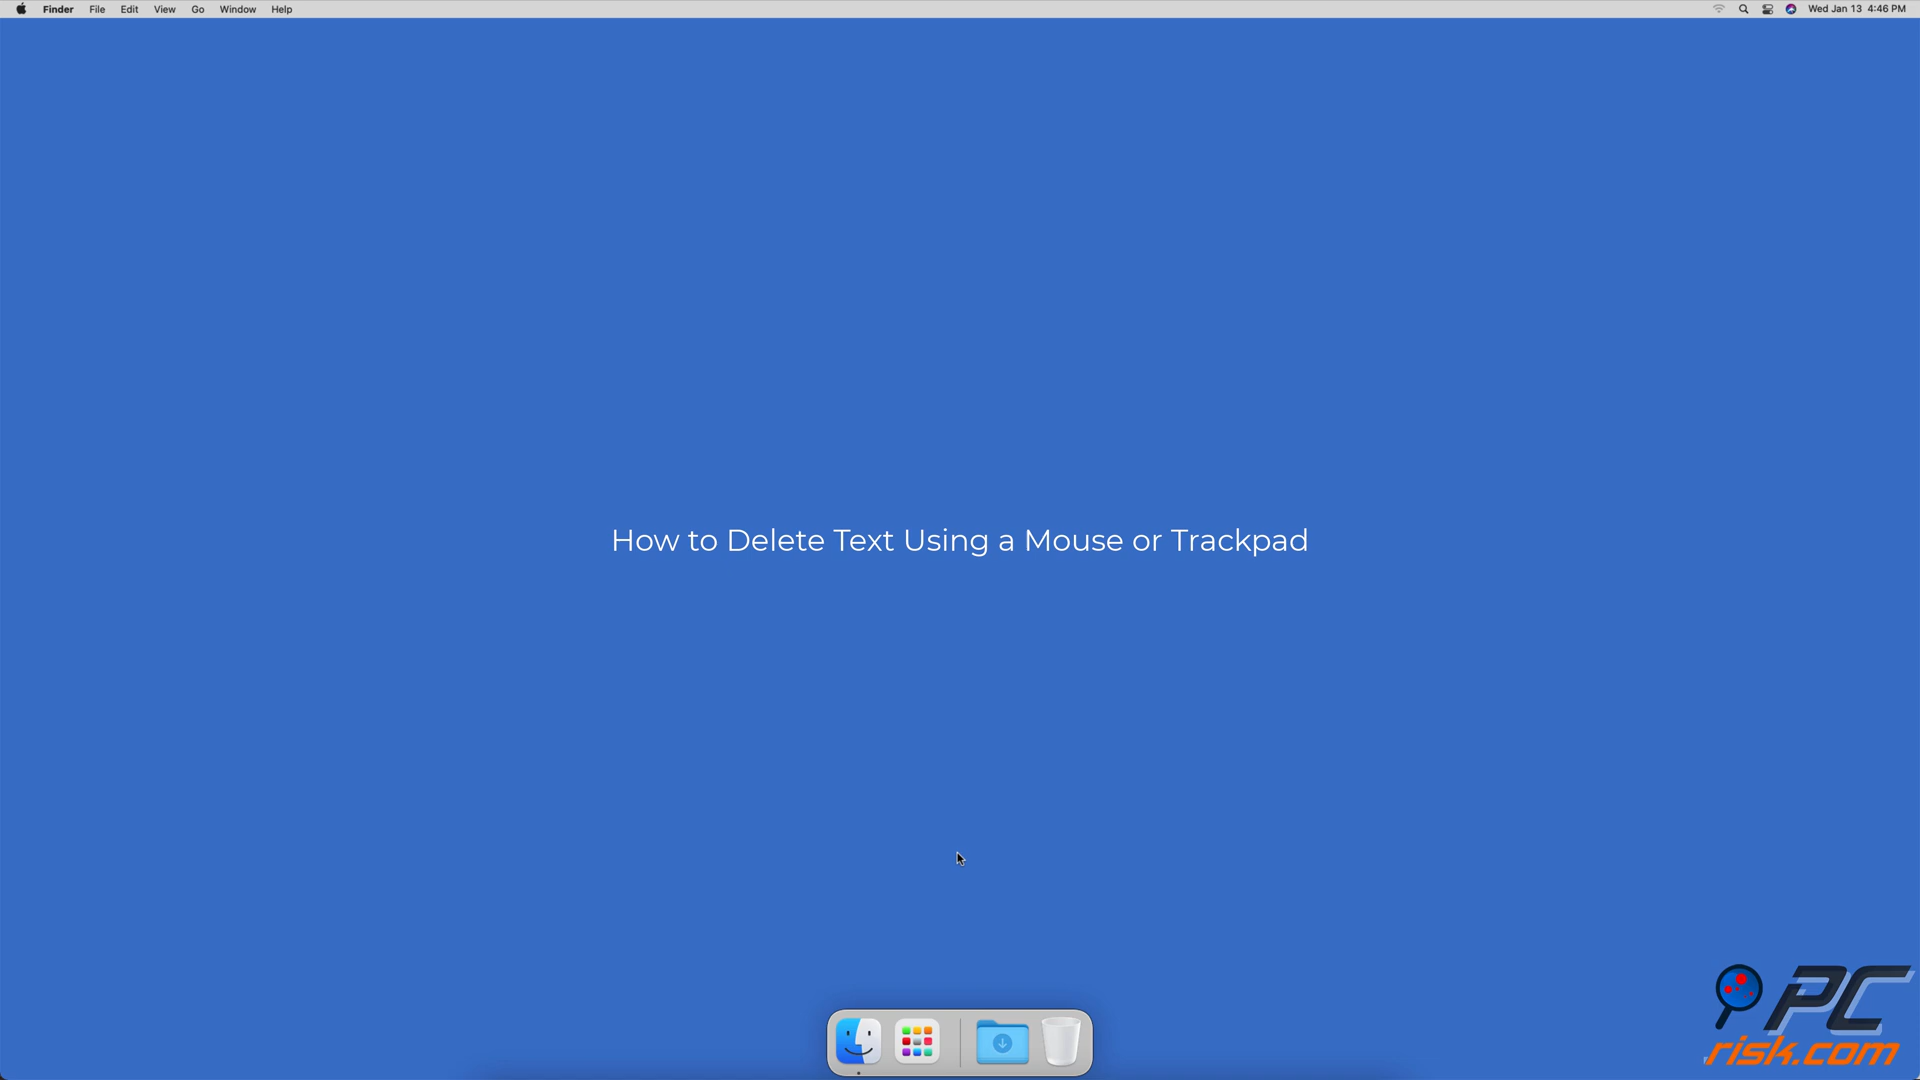 Finder File Edit View Go Window Help Wed Jan 13 4:46 PM
How to Delete Text Using a Mouse or Trackpad
PC
risk.com